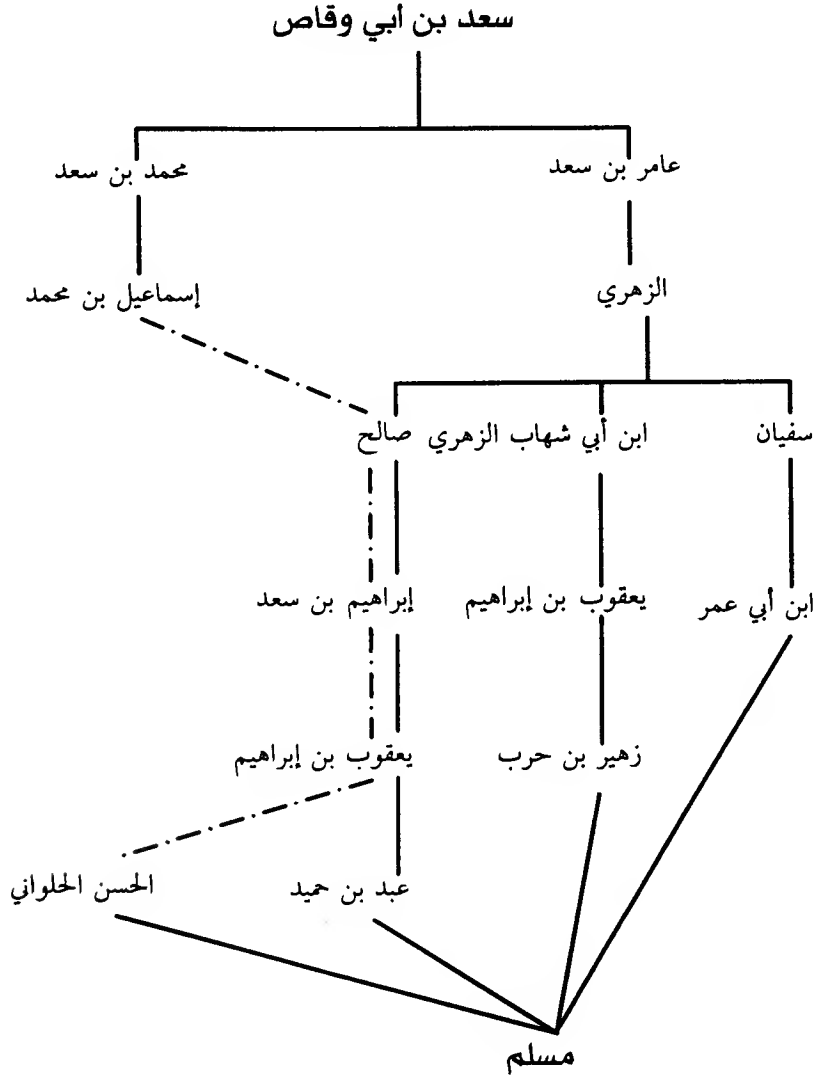 سعد بن أبي وقاص
عامر بن سعد
محمد بن سعد
الزهري
إسماعيل بن محمد
سفيان
ابن أبي شهاب الزهري
صالح
ابن أبي عمر
يعقوب بن إبراهيم
إبراهيم بن سعد
زهير بن حرب
يعقوب بن إبراهيم
عبد بن حميد
الحسن الحلواني
مسلم